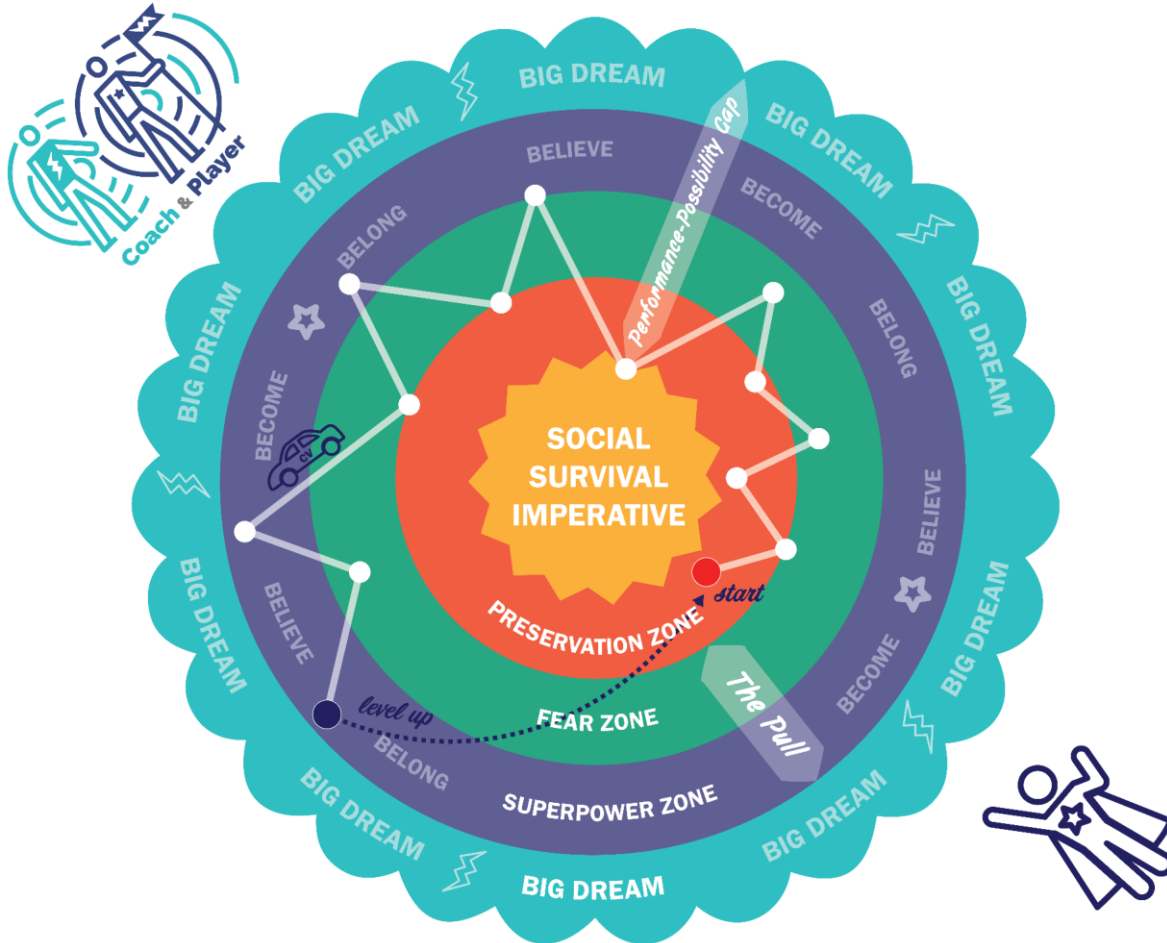 BIG DREAM
BIG DREAM
BIG DREAM
BIG DREAM
BIG DREAM
BIG DREAM
BIG DREAM
BIG DREAM
BIG DREAM
BIG DREAM
BIG DREAM
BELIEVE
BECOME
BELONG
BELIEVE
BECOME
BELONG
BELIEVE
BECOME
BELONG
Performance-Possibility Gap
Coach & Player
CV
SOCIAL
SURVIVAL
IMPERATIVE
start
PRESERVATION ZONE
level up
FEAR ZONE
The Pull
SUPERPOWER ZONE